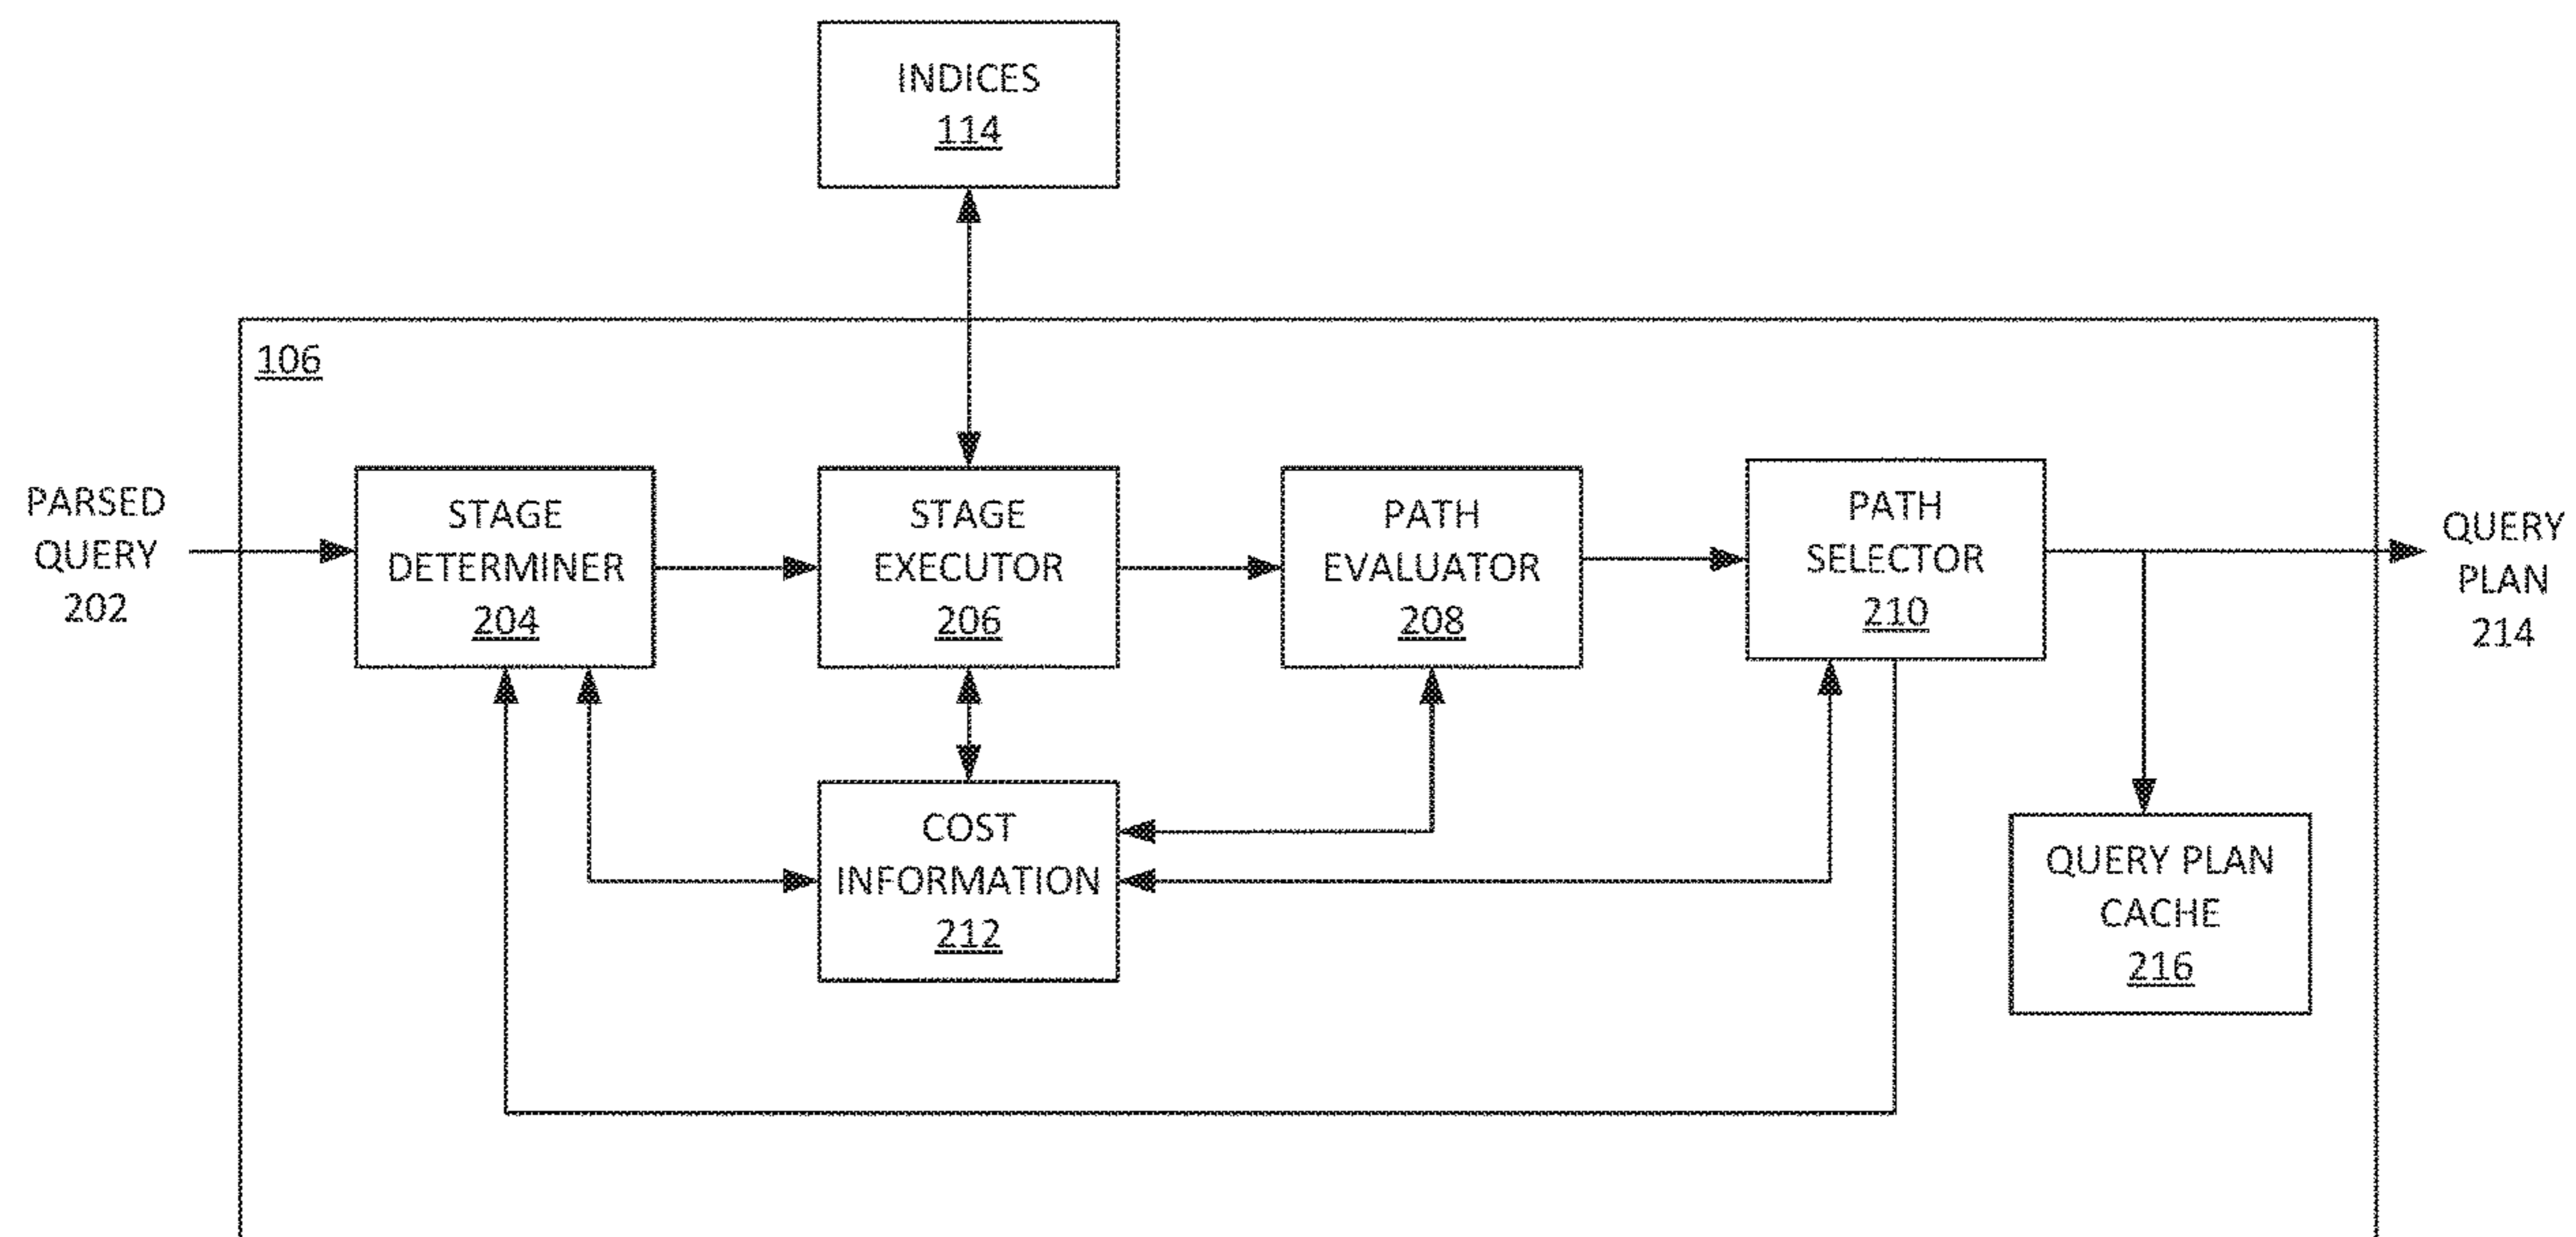 INDICES
114
106
PARSED
QUERY
202
STAGE
DETERMINER
204
STAGE
EXECUTOR
206
PATH
EVALUATOR
208
PATH
SELECTOR
210
QUERY
PLAN
214
COST
INFORMATION
212
QUERY PLAN
CACHE
216